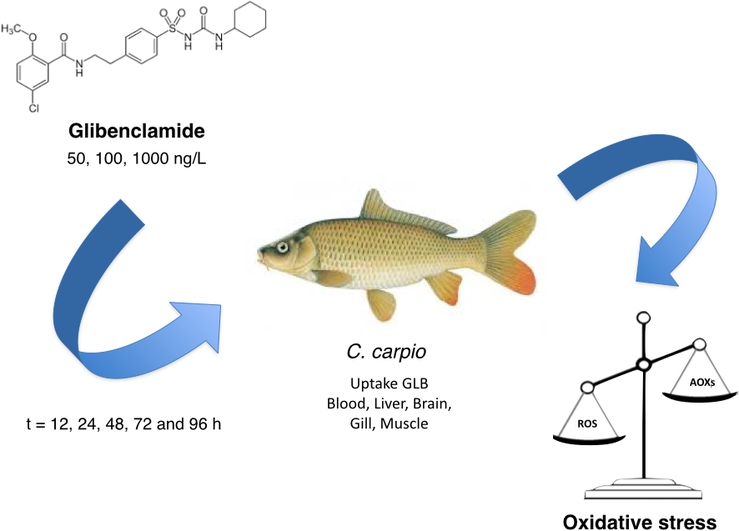 H₃C
O
O
N
H
Cl
O O
S
N
H
O
N
H
Glibenclamide
50, 100, 1000 ng/L
t = 12, 24, 48, 72 and 96 h
C. carpio
Uptake GLB
Blood, Liver, Brain,
Gill, Muscle
AOXs
ROS
Oxidative stress